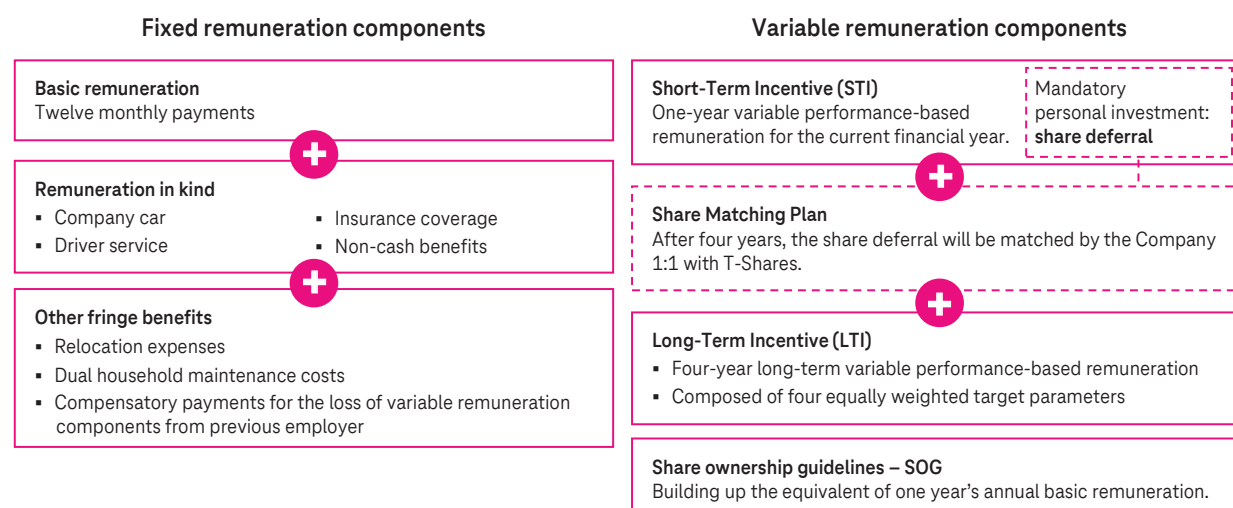 Fixed remuneration components
Basic remuneration
Twelve monthly payments
Remuneration in kind
▪ Company car
▪ Driver service
▪ Insurance coverage
▪ Non-cash benefits
Other fringe benefits
▪ Relocation expenses
▪ Dual household maintenance costs
▪ Compensatory payments for the loss of variable remuneration
components from previous employer
Variable remuneration components
Short-Term Incentive (STI)
One-year variable performance-based
remuneration for the current financial year.
Mandatory
personal investment:
share deferral
Share Matching Plan
After four years, the share deferral will be matched by the Company
1:1 with T-Shares.
Long-Term Incentive (LTI)
▪ Four-year long-term variable performance-based remuneration
▪ Composed of four equally weighted target parameters
Share ownership guidelines – SOG
Building up the equivalent of one year's annual basic remuneration.